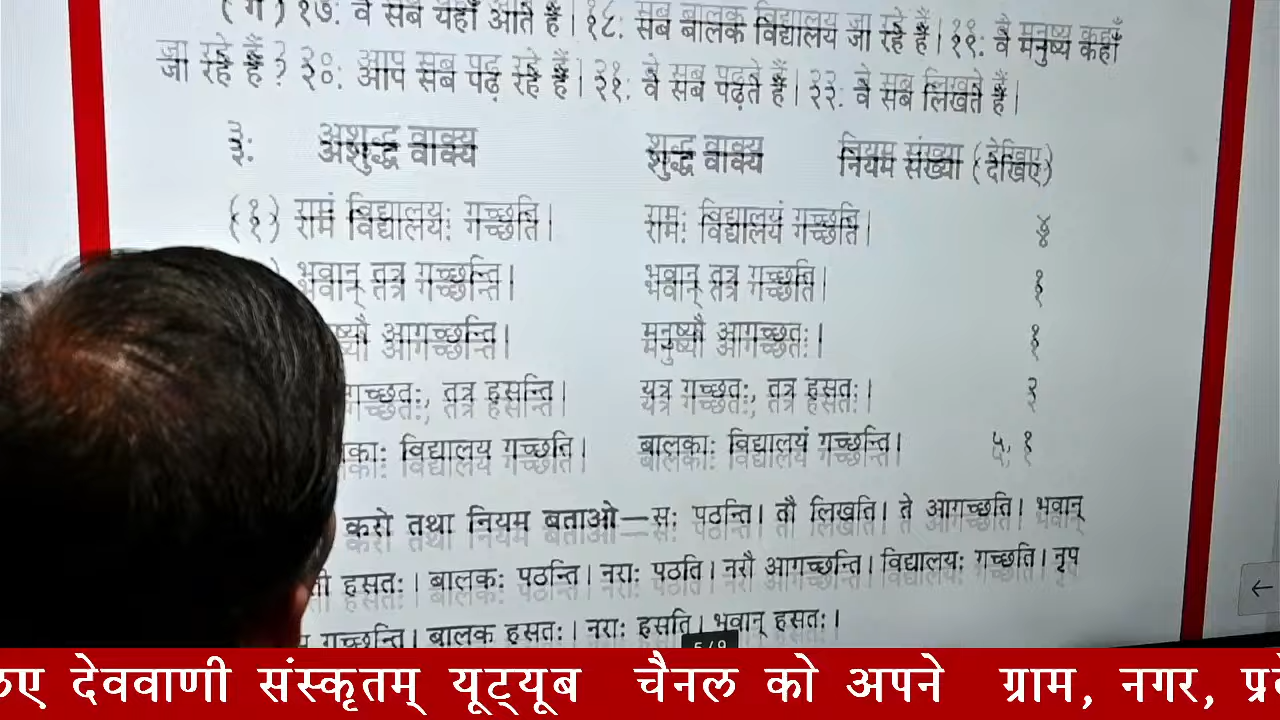 (ग) १७. वे सब यहाँ आते हैं। १८. सब बालक विद्यालय जा रहे हैं। १९. वे मनुष्य कहाँ
जा रहे हैं? २०. आप सब पढ़ रहे हैं। २१. वे सब पढ़ते हैं। २२. वे सब लिखते हैं।
३. अशुद्ध वाक्य शुद्ध वाक्य नियम संख्या (देखिए)
(१) रामं विद्यालयः गच्छति। रामः विद्यालयं गच्छति। ४
भवान् तत्र गच्छन्ति। भवान् तत्र गच्छति। १
आगच्छन्ति। मनुष्यौ आगच्छतः। १
गच्छतः, तत्र हसन्ति। यत्र गच्छतः, तत्र हसतः। २
विद्यालय गच्छति। बालकाः विद्यालयं गच्छन्ति। ५, १
करो तथा नियम बताओ—सः पठन्ति। तौ लिखति। ते आगच्छति। भवान्
हसतः। बालकः पठन्ति। नराः पठति। नरौ आगच्छन्ति। विद्यालयः गच्छति। नृप
गच्छन्ति। बालक हसतः। नराः हसति। भवान् हसतः।
देववाणी संस्कृतम् यूट्यूब चैनल को अपने ग्राम, नगर,